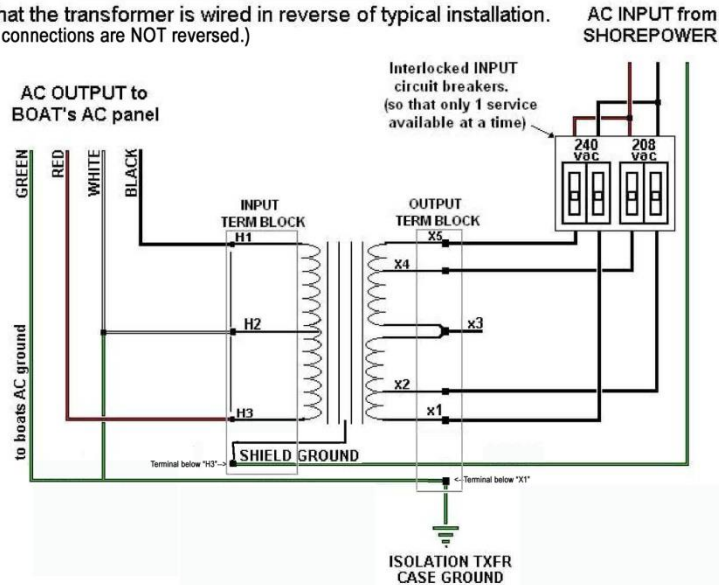 hat the transformer is wired in reverse of typical installation.
connections are NOT reversed.)
AC INPUT from
SHOREPOWER
Interlocked INPUT
circuit breakers.
(so that only 1 service
available at a time)
AC OUTPUT to
BOAT's AC panel
240
vac
208
vac
GREEN
RED
WHITE
BLACK
INPUT
TERM BLOCK
OUTPUT
TERM BLOCK
H1
X5
X4
H2
x3
X2
H3
x1
to boats AC ground
SHIELD GROUND
Terminal below "H3"-->
<--Terminal below "X1"
ISOLATION TXFR
CASE GROUND